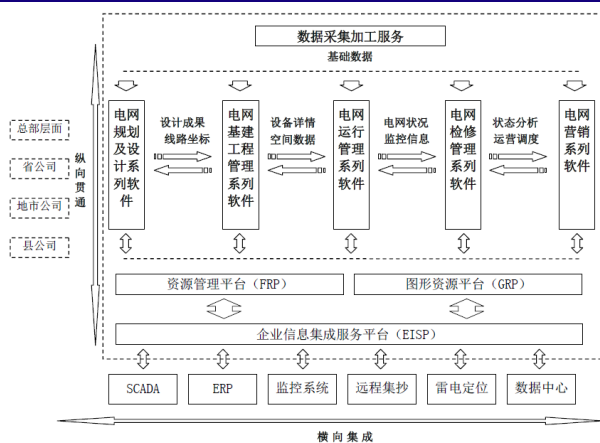 数据采集加工服务
基础数据
总部层面
省公司
地市公司
县公司
纵向贯通
电网
规划
及设
计系
列软
件
设计成果
线路坐标
电网
基建
工程
管理
系列
软件
设备详情
空间数据
电网
运行
管理
系列
软件
电网状况
监控信息
电网
检修
管理
系列
软件
状态分析
运营调度
电网
营销
系列
软件
资源管理平台（FRP）
图形资源平台（GRP）
企业信息集成服务平台（EISP）
SCADA
ERP
监控系统
远程集抄
雷电定位
数据中心
横向集成